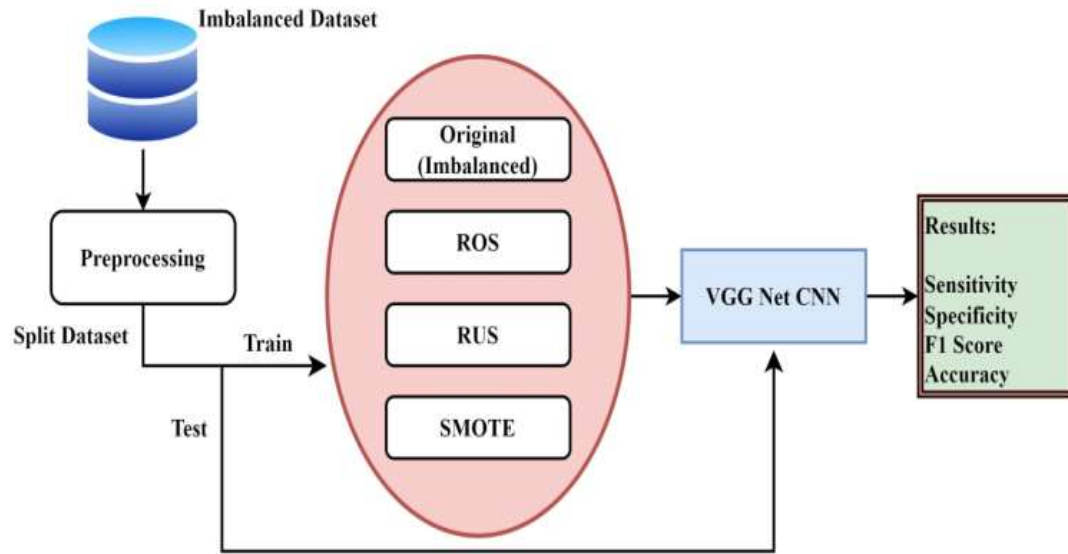 Imbalanced Dataset
Preprocessing
Split Dataset
Train
Test
Original
(Imbalanced)
ROS
RUS
SMOTE
VGG Net CNN
Results:
Sensitivity
Specificity
F1 Score
Accuracy